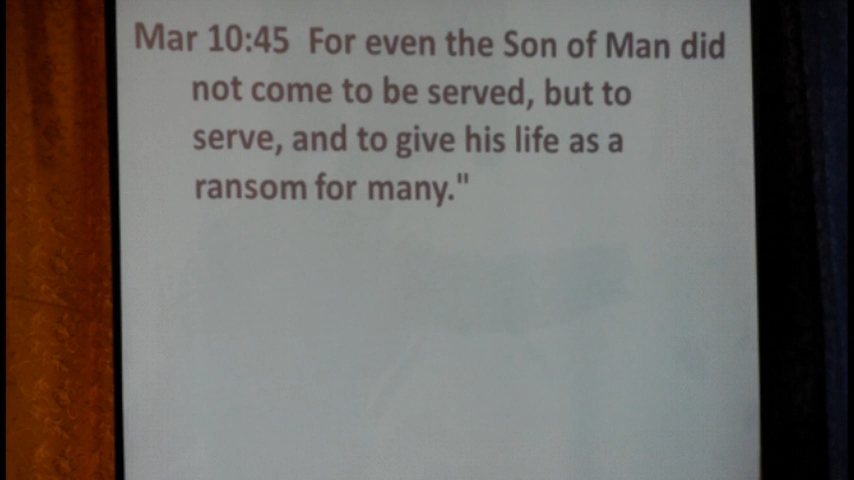 Mar 10:45 For even the Son of Man did
not come to be served, but to
serve, and to give his life as a
ransom for many."